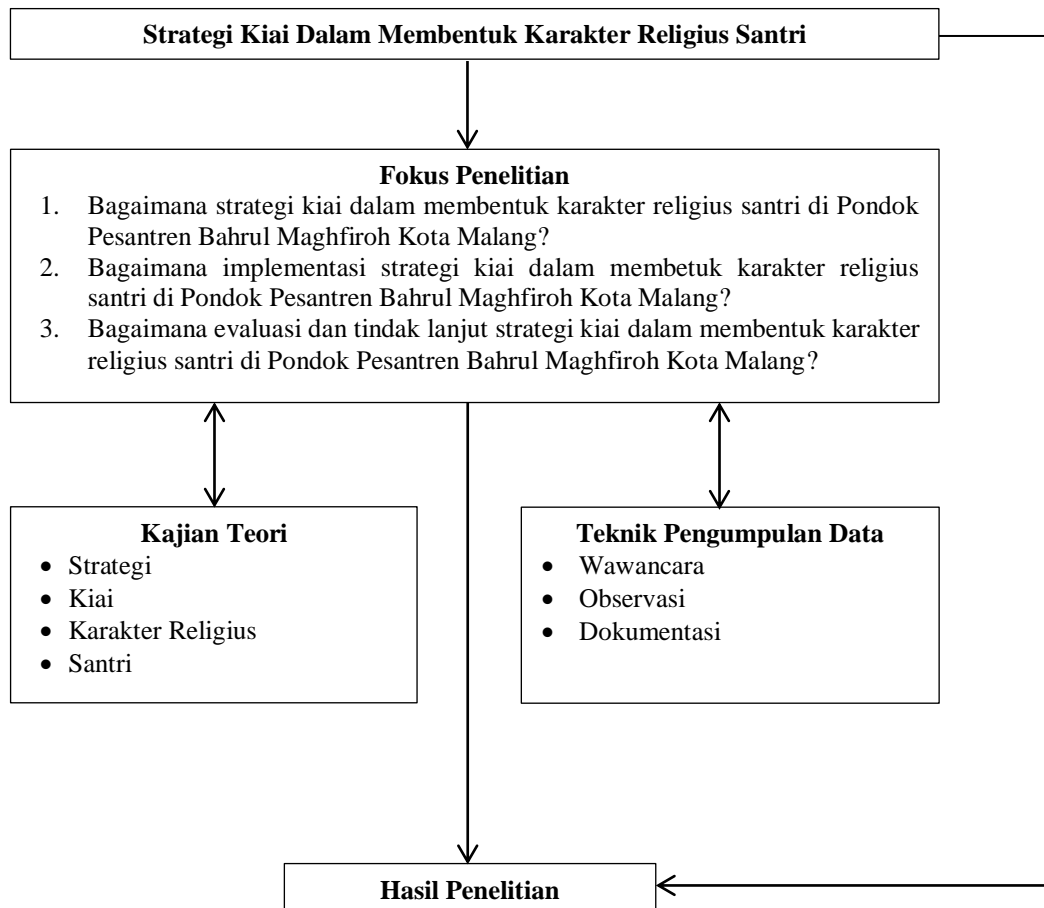 Strategi Kiai Dalam Membentuk Karakter Religius Santri
Fokus Penelitian
1. Bagaimana strategi kiai dalam membentuk karakter religius santri di Pondok
Pesantren Bahrul Maghfiroh Kota Malang?
2. Bagaimana implementasi strategi kiai dalam membetuk karakter religius
santri di Pondok Pesantren Bahrul Maghfiroh Kota Malang?
3. Bagaimana evaluasi dan tindak lanjut strategi kiai dalam membentuk karakter
religius santri di Pondok Pesantren Bahrul Maghfiroh Kota Malang?
Kajian Teori
• Strategi
• Kiai
• Karakter Religius
• Santri
Teknik Pengumpulan Data
• Wawancara
• Observasi
• Dokumentasi
Hasil Penelitian